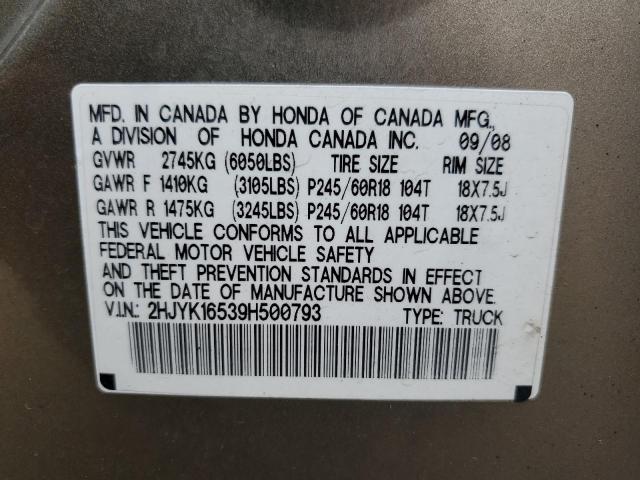 MFD. IN CANADA BY HONDA OF CANADA MFG.,
A DIVISION OF HONDA CANADA INC. 09/08
GVWR 2745KG (6050LBS) TIRE SIZE RIM SIZE
GAWR F 1410KG (3105LBS) P245/60R18 104T 18X7.5J
GAWR R 1475KG (3245LBS) P245/60R18 104T 18X7.5J
THIS VEHICLE CONFORMS TO ALL APPLICABLE
FEDERAL MOTOR VEHICLE SAFETY
AND THEFT PREVENTION STANDARDS IN EFFECT
ON THE DATE OF MANUFACTURE SHOWN ABOVE.
V.I.N.: 2HJYK16539H500793 TYPE: TRUCK